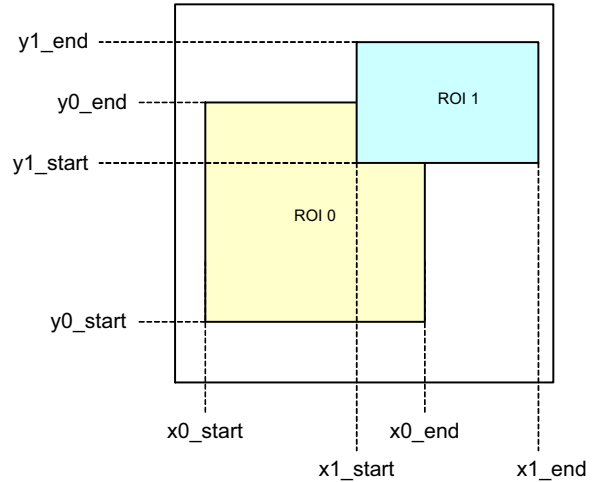 y1_end
y0_end
ROI 1
y1_start
ROI 0
y0_start
x0_start
x0_end
x1_start
x1_end